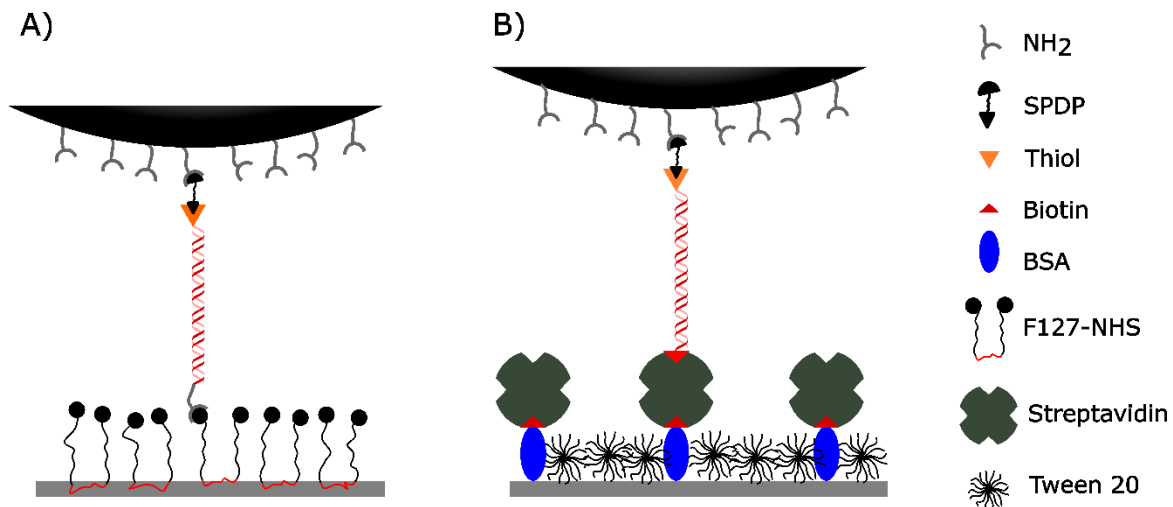 A)
B)
NH2
SPDP
Thiol
Biotin
BSA
F127-NHS
Streptavidin
Tween 20